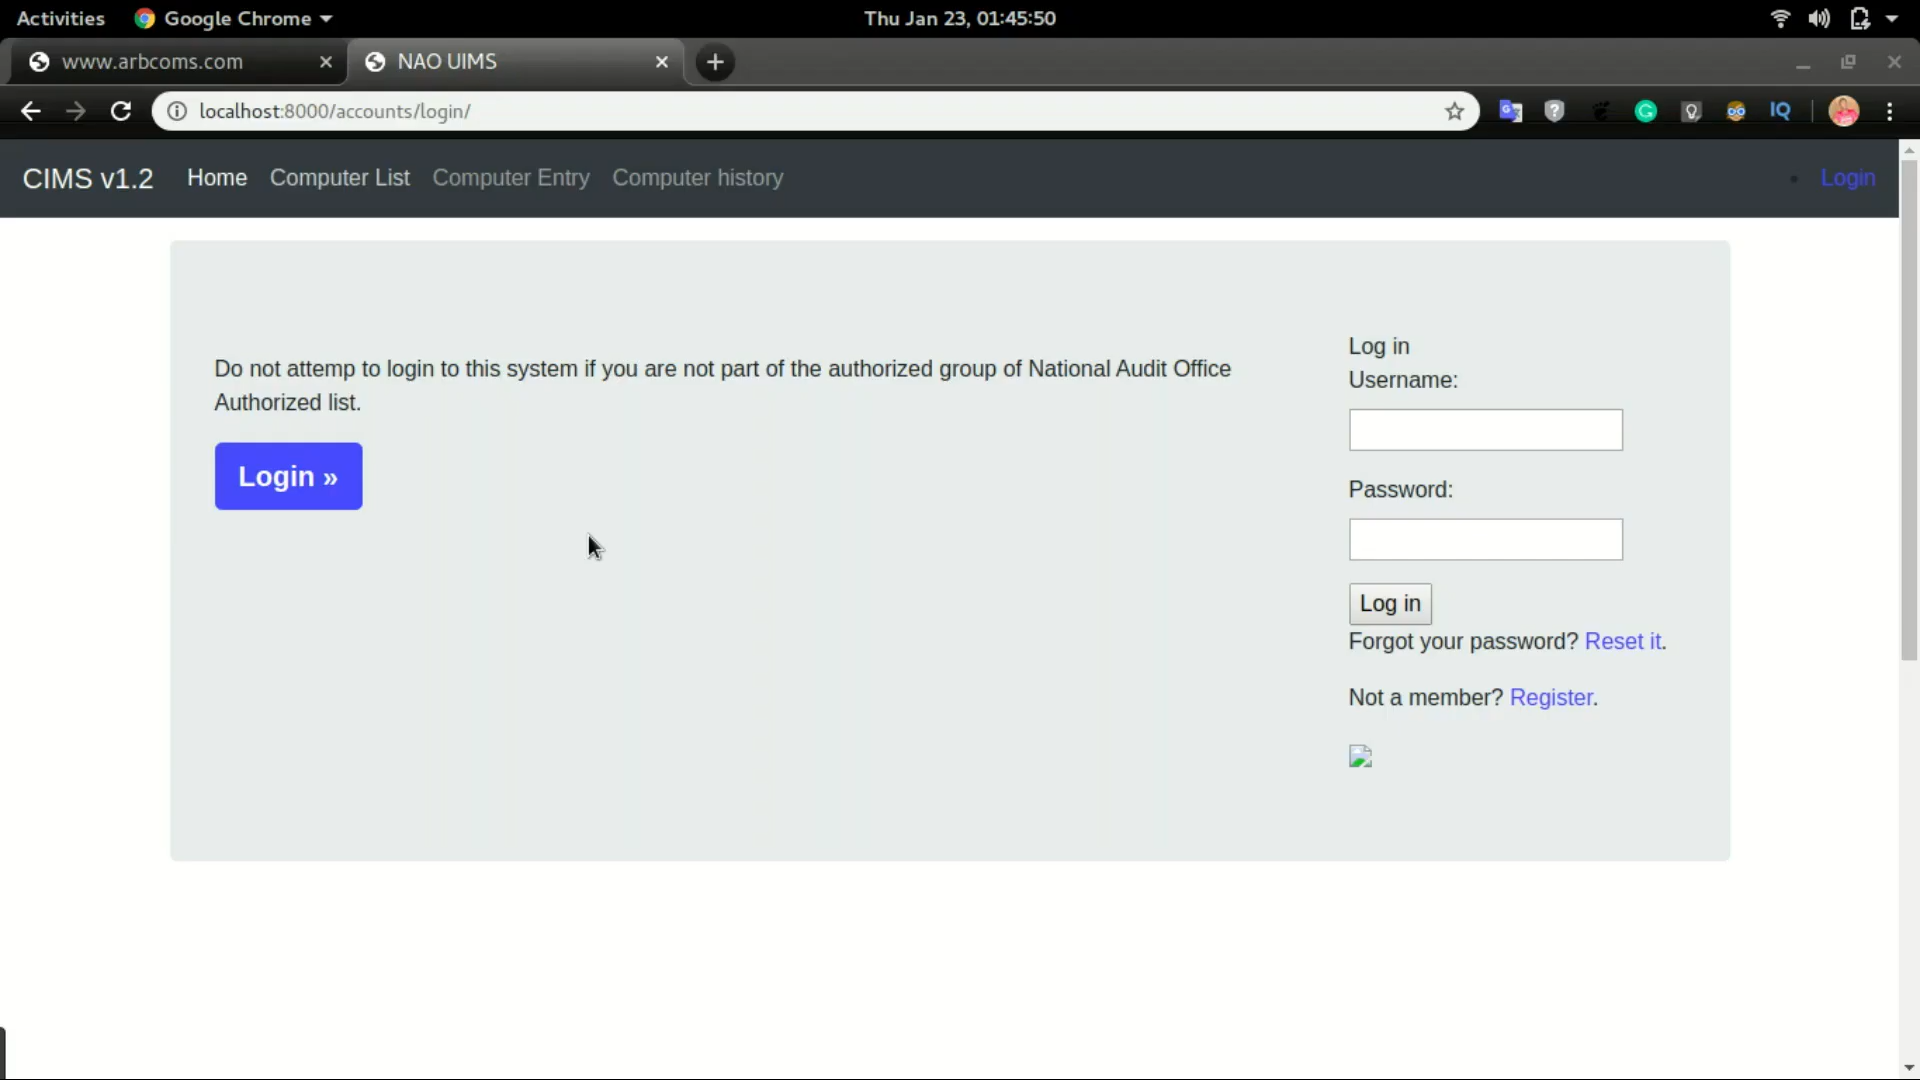 Activities Google Chrome Thu Jan 23, 01:45:50
www.arbcoms.com NAO UIMS
localhost:8000/accounts/login/ IQ
CIMS v1.2 Home Computer List Computer Entry Computer history Login
Do not attemp to login to this system if you are not part of the authorized group of National Audit Office
Authorized list.
Login »
Log in
Username:
Password:
Log in
Forgot your password? Reset it.
Not a member? Register.